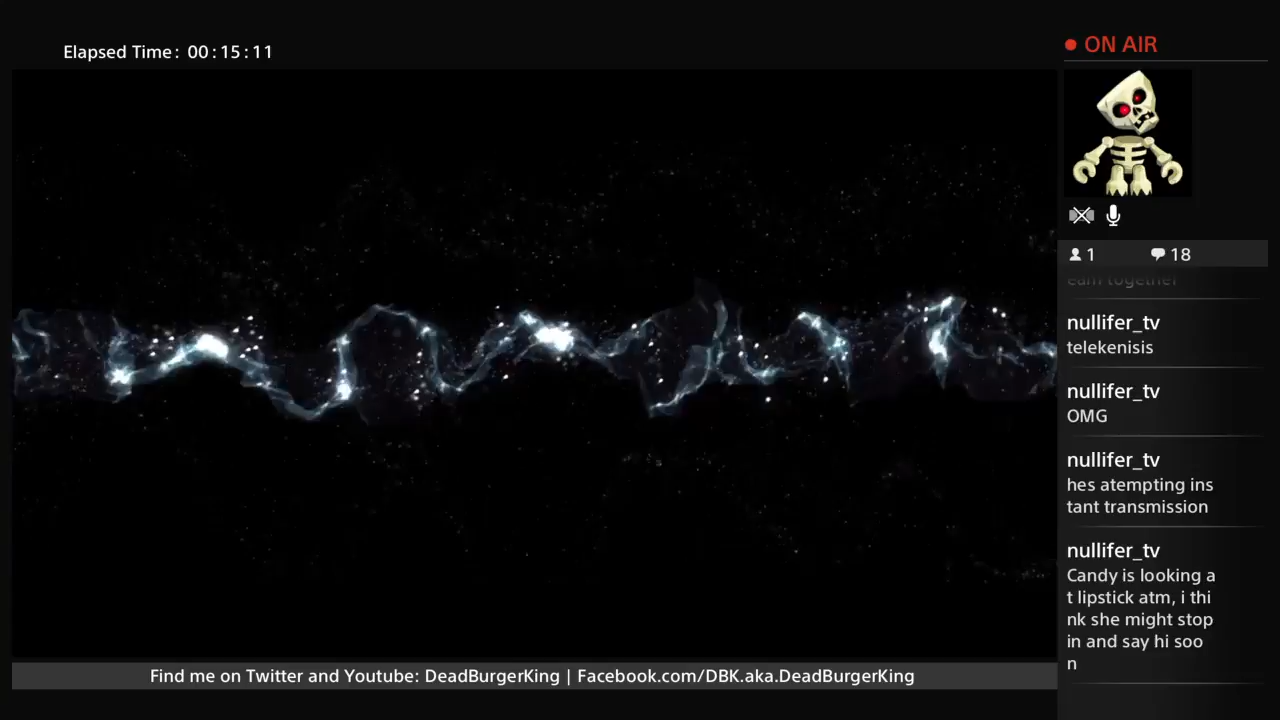 Elapsed Time: 00:15:11
ON AIR
1
18
eam together
nullifer_tv
telekenisis
nullifer_tv
OMG
nullifer_tv
hes atempting ins
tant transmission
nullifer_tv
Candy is looking a
t lipstick atm, i thi
nk she might stop
in and say hi soo
n
Find me on Twitter and Youtube: DeadBurgerKing | Facebook.com/DBK.aka.DeadBurgerKing